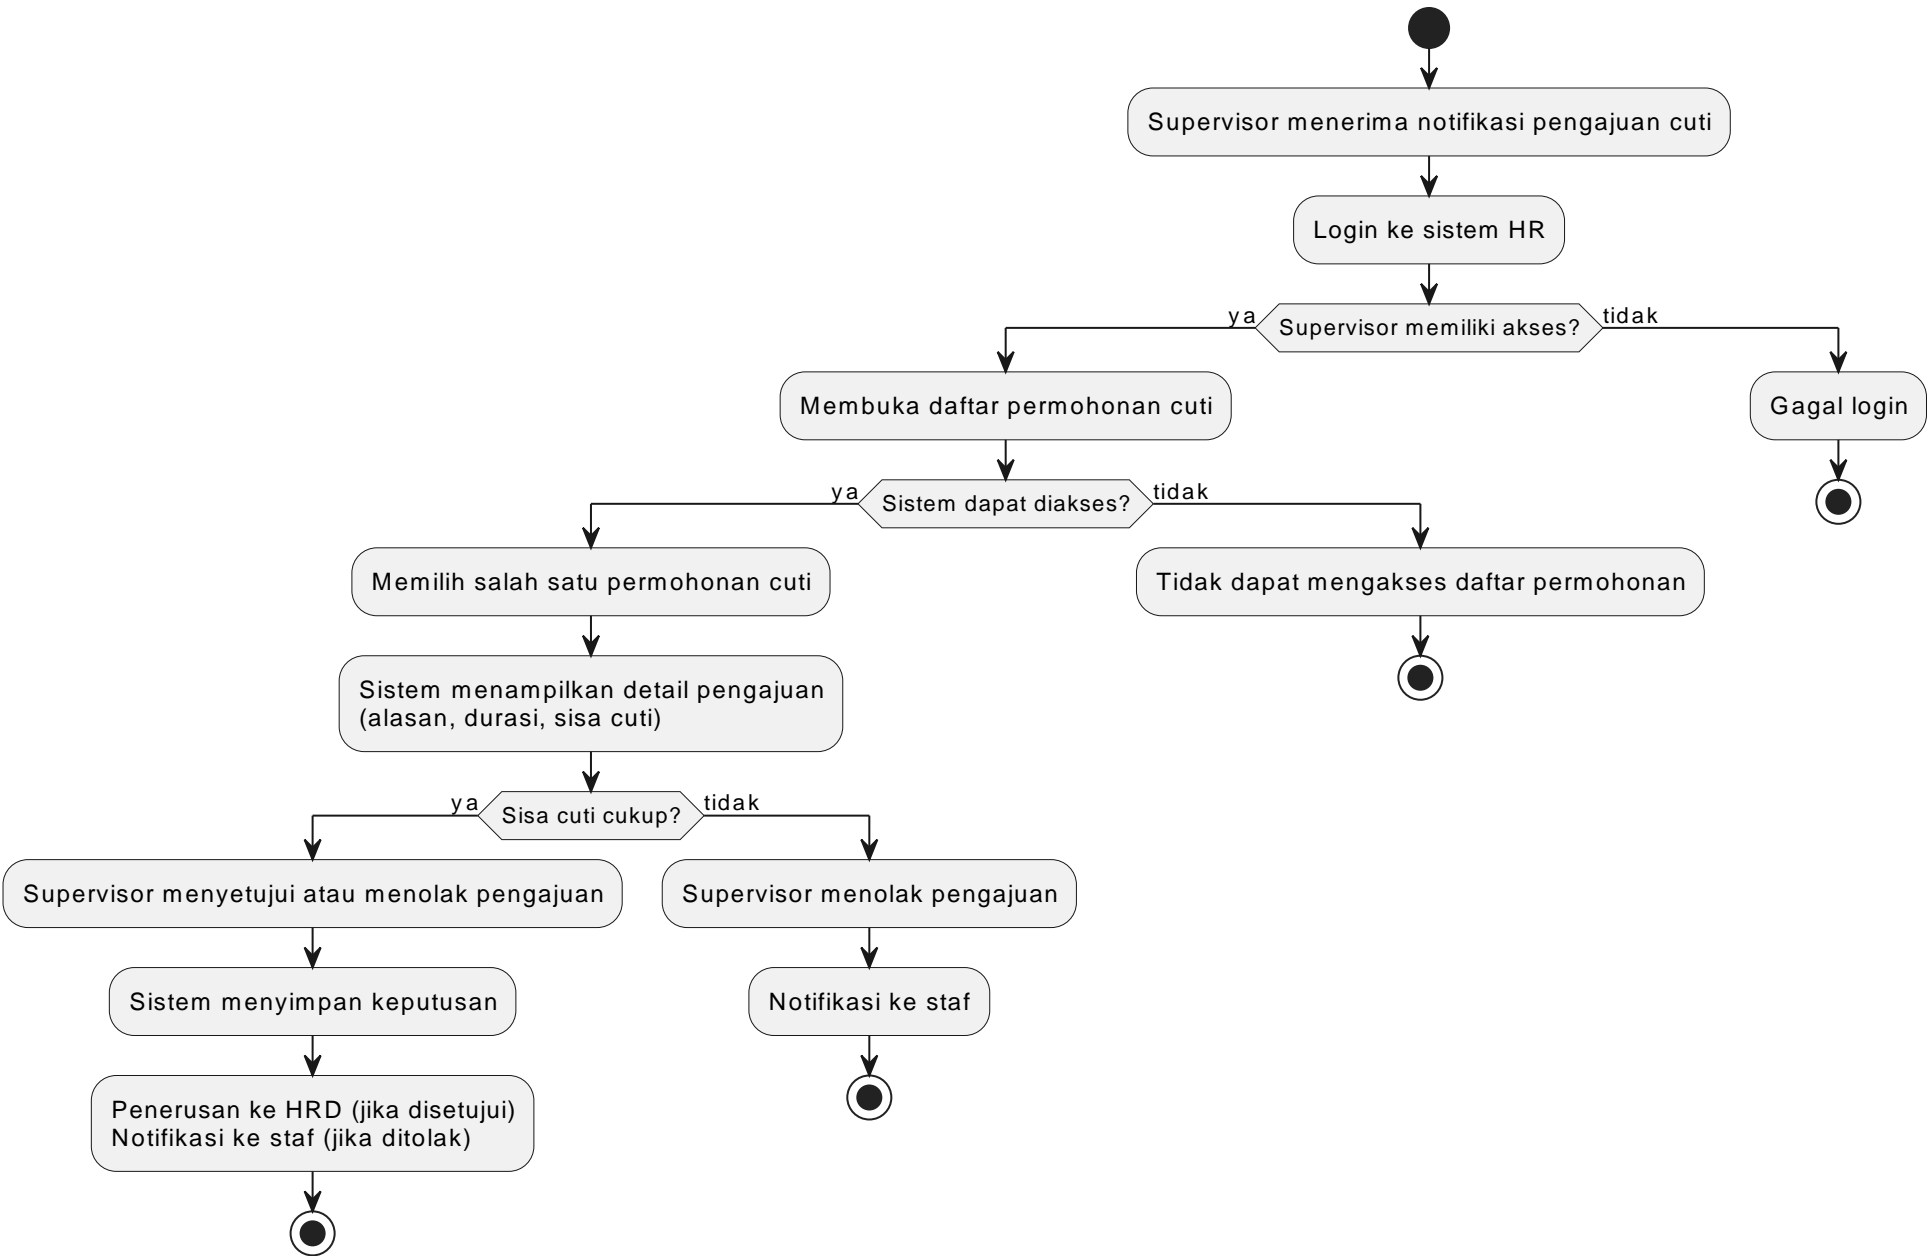 Supervisor menerima notifikasi pengajuan cuti
Login ke sistem HR
ya
Supervisor memiliki akses?
tidak
Membuka daftar permohonan cuti
Gagal login
ya
Sistem dapat diakses?
tidak
Memilih salah satu permohonan cuti
Tidak dapat mengakses daftar permohonan
Sistem menampilkan detail pengajuan
(alasan, durasi, sisa cuti)
ya
Sisa cuti cukup?
tidak
Supervisor menyetujui atau menolak pengajuan
Supervisor menolak pengajuan
Sistem menyimpan keputusan
Notifikasi ke staf
Penerusan ke HRD (jika disetujui)
Notifikasi ke staf (jika ditolak)